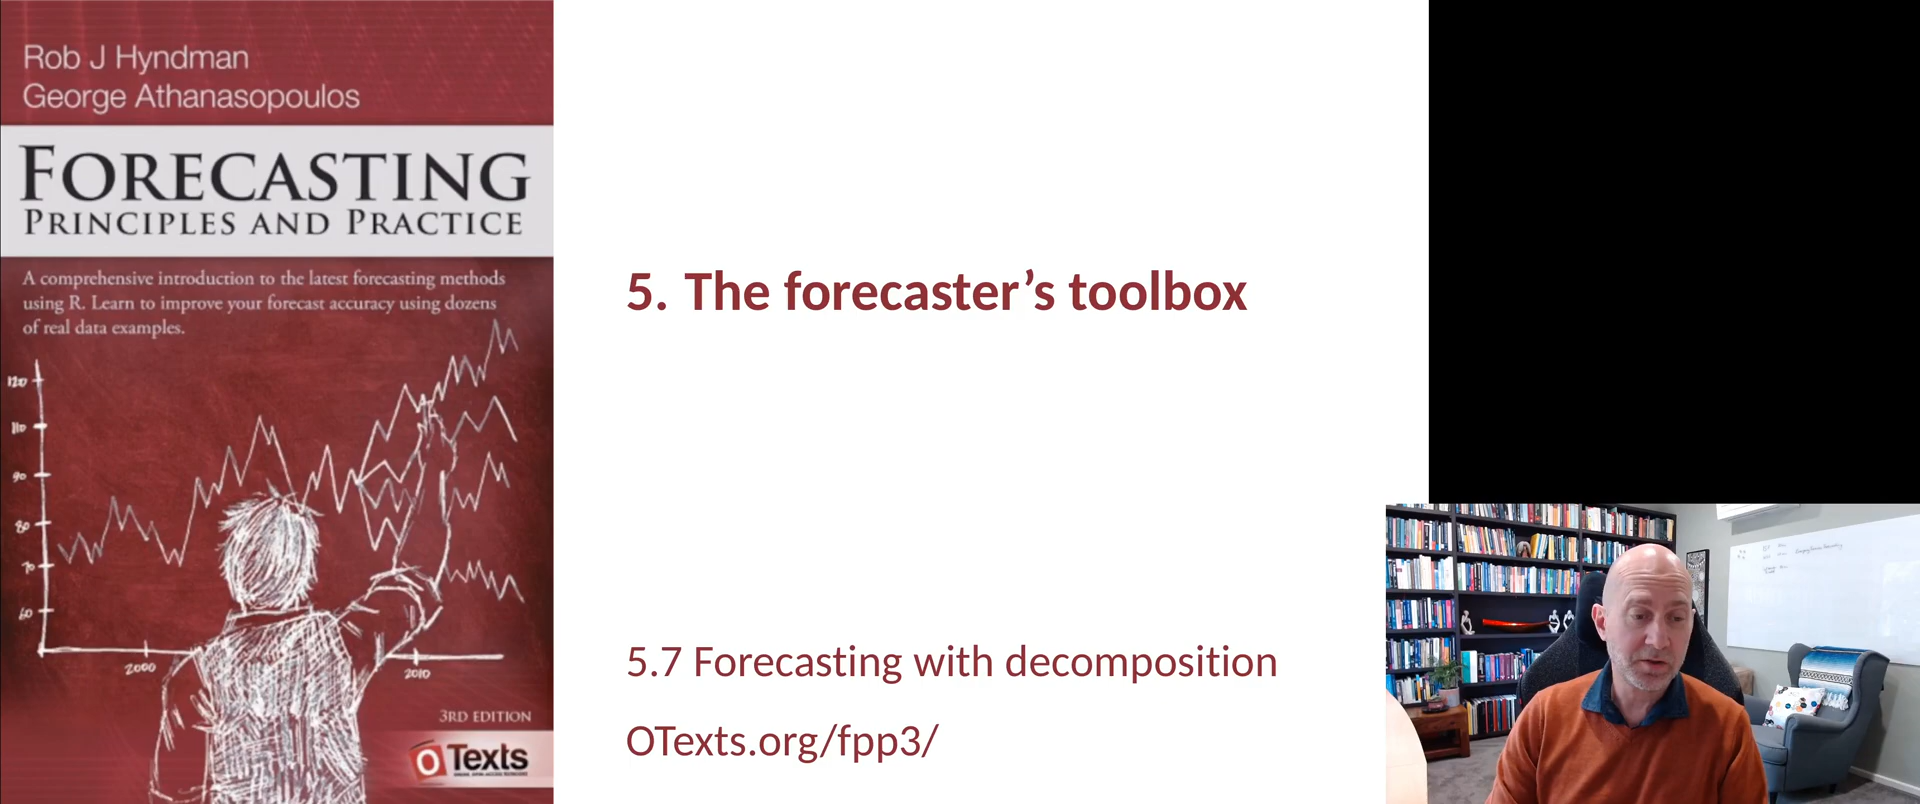 Rob J Hyndman
George Athanasopoulos
FORECASTING
PRINCIPLES AND PRACTICE
A comprehensive introduction to the latest forecasting methods
using R. Learn to improve your forecast accuracy using dozens
of real data examples.
120
110
90
80
70
60
2000
2010
3RD EDITION
OTexts
5. The forecaster’s toolbox
5.7 Forecasting with decomposition
OTexts.org/fpp3/